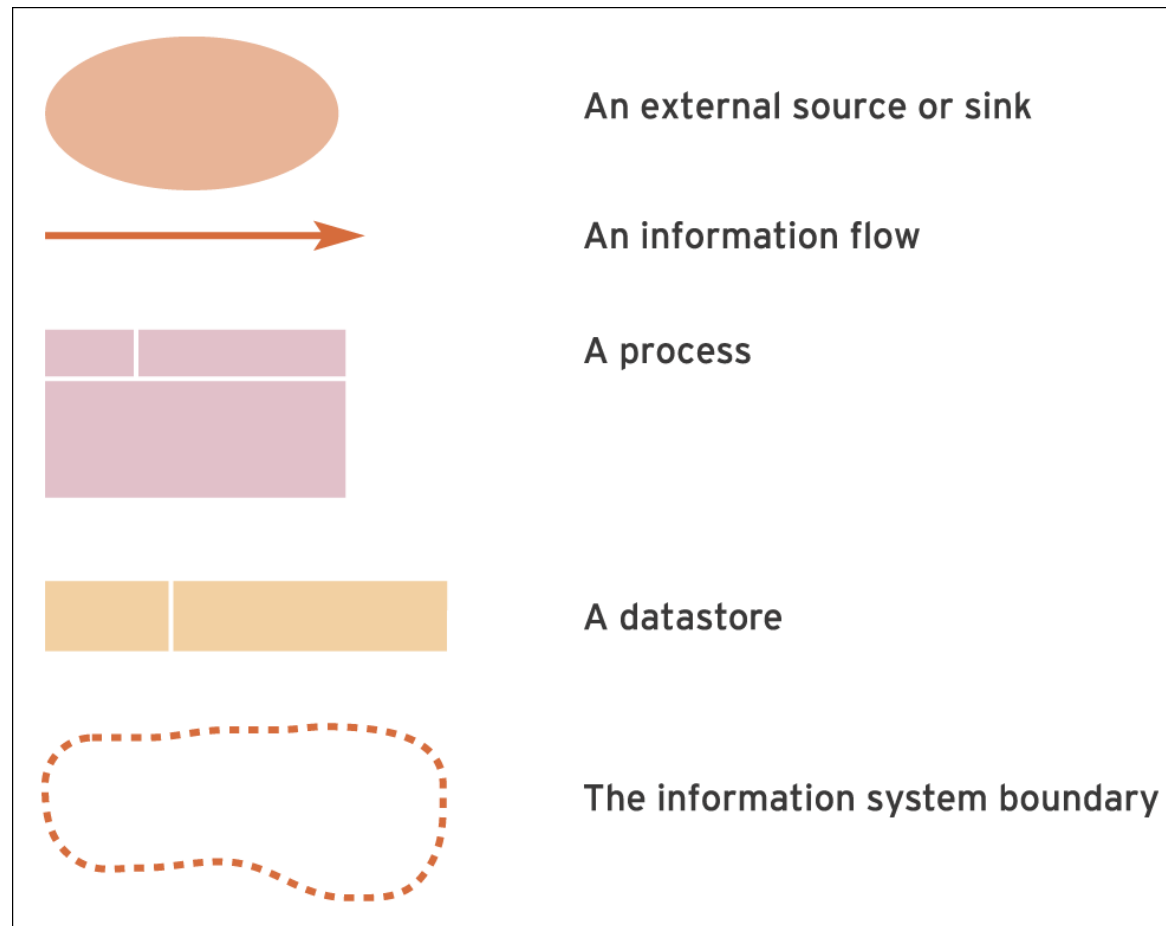 An external source or sink
An information flow
A process
A datastore
The information system boundary